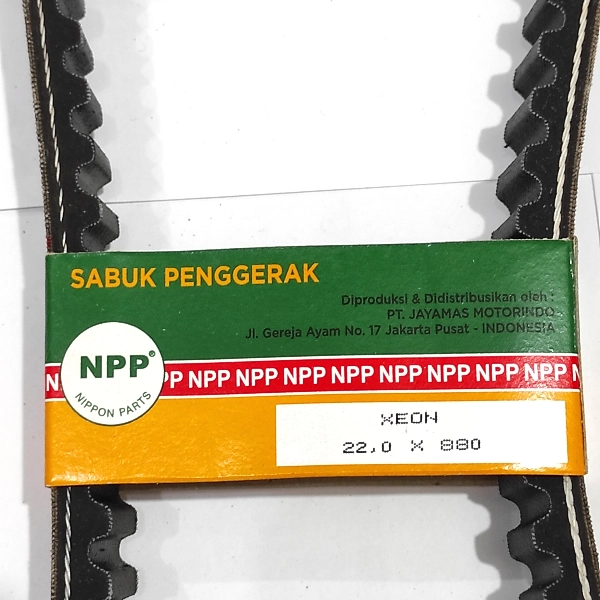 SABUK PENGGERAK
Diproduksi & Didistribusikan oleh :
PT. JAYAMAS MOTORINDO
Jl. Gereja Ayam No. 17 Jakarta Pusat - INDONESIA
NPP®
NIPPON PARTS
NPP NPP NPP NPP NPP NPP NPP NPP
XEON
22,0 X 880